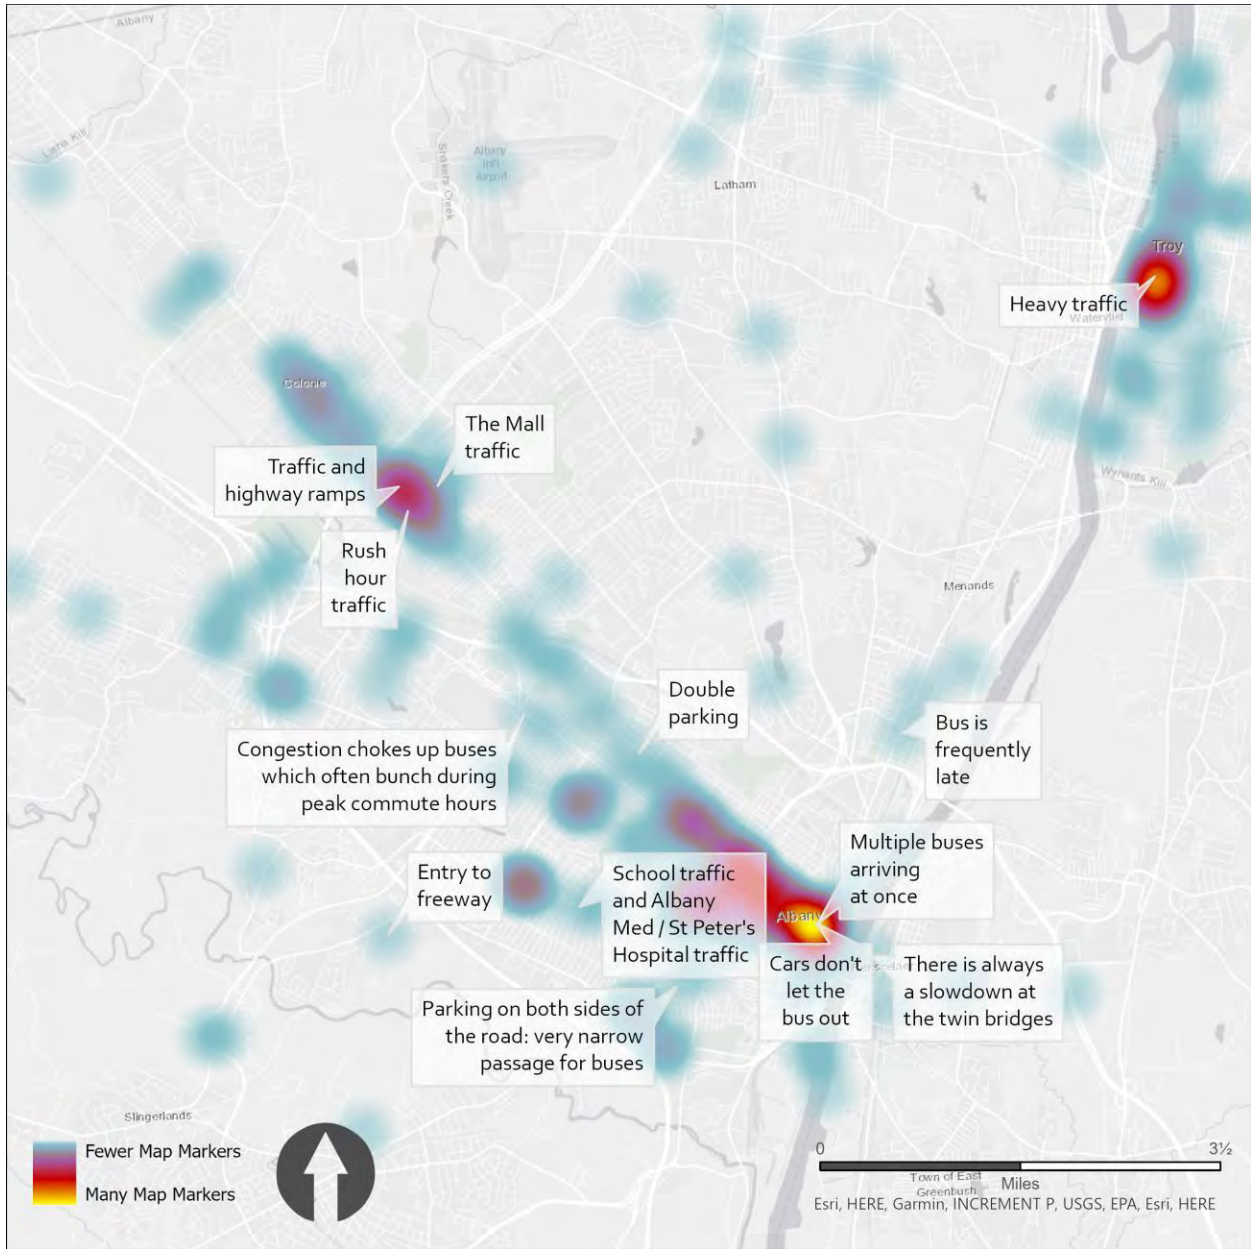 Albany
Lisha Kill
Shakers Creek
Albany
Int'l
Airport
Latham
Troy
Heavy traffic
Watervliet
Colonie
The Mall
traffic
Traffic and
highway ramps
Rush
hour
traffic
Wynants Kill
Menands
Double
parking
Bus is
frequently
late
Congestion chokes up buses
which often bunch during
peak commute hours
Multiple buses
arriving
at once
Entry to
freeway
School traffic
and Albany
Med / St Peter's
Hospital traffic
Albany
Cars don't
let the
bus out
There is always
a slowdown at
the twin bridges
Parking on both sides of
the road: very narrow
passage for buses
Slingerlands
Fewer Map Markers
Many Map Markers
0 3½
Miles
Town of East
Greenbush
Esri, HERE, Garmin, INCREMENT P, USGS, EPA, Esri, HERE